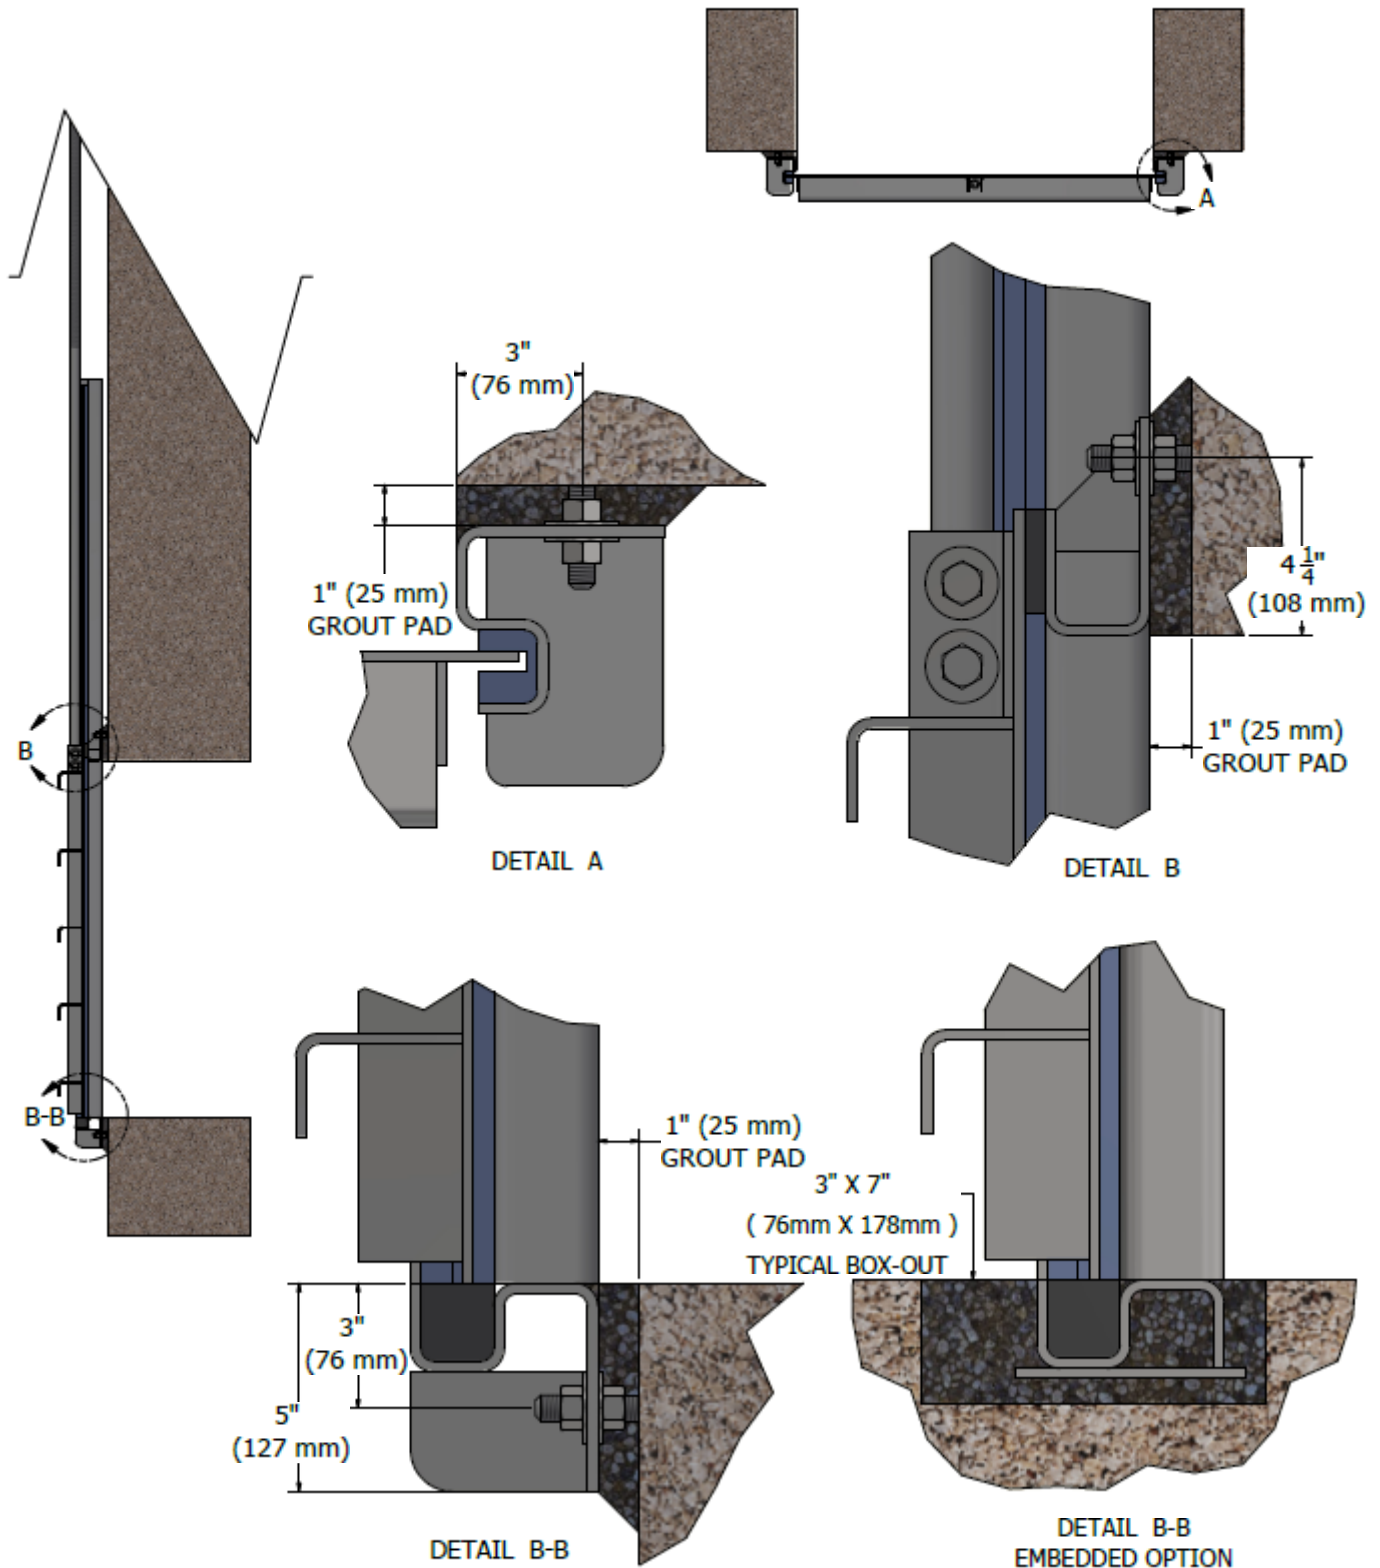 A
3"
(76 mm)
1" (25 mm)
GROUT PAD
DETAIL A
4 1/4"
(108 mm)
1" (25 mm)
GROUT PAD
DETAIL B
B
B-B
1" (25 mm)
GROUT PAD
3"
(76 mm)
5"
(127 mm)
DETAIL B-B
3" X 7"
( 76mm X 178mm )
TYPICAL BOX-OUT
DETAIL B-B
EMBEDDED OPTION